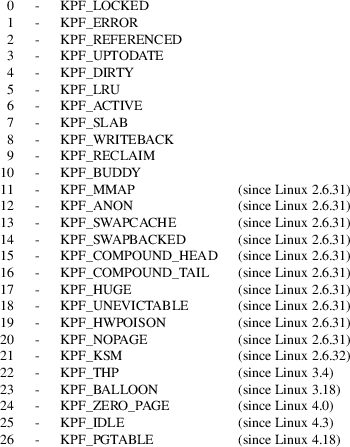 0 - KPF_LOCKED
1 - KPF_ERROR
2 - KPF_REFERENCED
3 - KPF_UPTODATE
4 - KPF_DIRTY
5 - KPF_LRU
6 - KPF_ACTIVE
7 - KPF_SLAB
8 - KPF_WRITEBACK
9 - KPF_RECLAIM
10 - KPF_BUDDY
11 - KPF_MMAP (since Linux 2.6.31)
12 - KPF_ANON (since Linux 2.6.31)
13 - KPF_SWAPCACHE (since Linux 2.6.31)
14 - KPF_SWAPBACKED (since Linux 2.6.31)
15 - KPF_COMPOUND_HEAD (since Linux 2.6.31)
16 - KPF_COMPOUND_TAIL (since Linux 2.6.31)
17 - KPF_HUGE (since Linux 2.6.31)
18 - KPF_UNEVICTABLE (since Linux 2.6.31)
19 - KPF_HWPOISON (since Linux 2.6.31)
20 - KPF_NOPAGE (since Linux 2.6.31)
21 - KPF_KSM (since Linux 2.6.32)
22 - KPF_THP (since Linux 3.4)
23 - KPF_BALLOON (since Linux 3.18)
24 - KPF_ZERO_PAGE (since Linux 4.0)
25 - KPF_IDLE (since Linux 4.3)
26 - KPF_PGTABLE (since Linux 4.18)